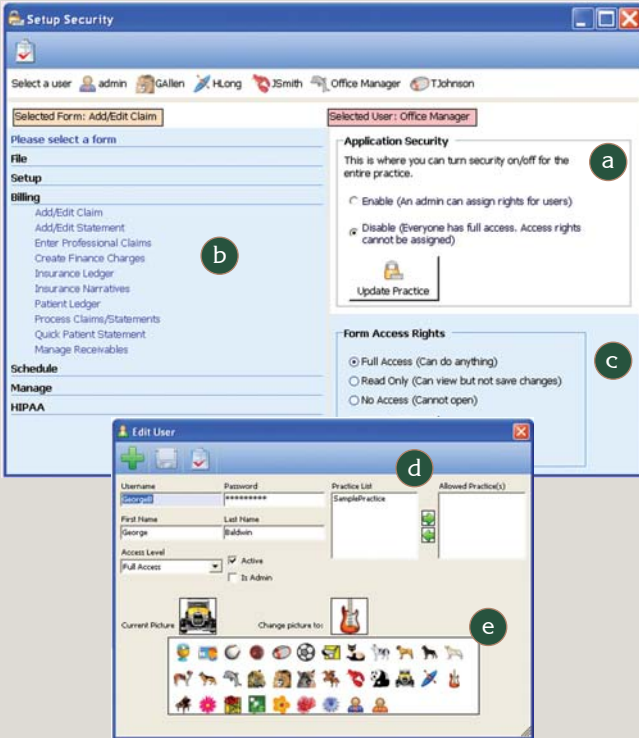 Setup Security
Select a user admin GAllen HLong JSmith Office Manager TJohnson
Selected Form: Add/Edit Claim
Please select a form
File
Setup
Billing
Add/Edit Claim
Add/Edit Statement
Enter Professional Claims
Create Finance Charges
Insurance Ledger
Insurance Narratives
Patient Ledger
Process Claims/Statements
Quick Patient Statement
Manage Receivables
Schedule
Manage
HIPAA
b
Selected User: Office Manager
Application Security
a
This is where you can turn security on/off for the
entire practice.
Enable (An admin can assign rights for users)
Disable (Everyone has full access. Access rights
cannot be assigned)
Update Practice
Form Access Rights
c
Full Access (Can do anything)
Read Only (Can view but not save changes)
No Access (Cannot open)
Edit User
d
Username Password Practice List Allowed Practice(s)
GeorgeB ********* SamplePractice
First Name Last Name
George Baldwin
Access Level
Full Access
Active
Is Admin
Current Picture Change picture to:
e